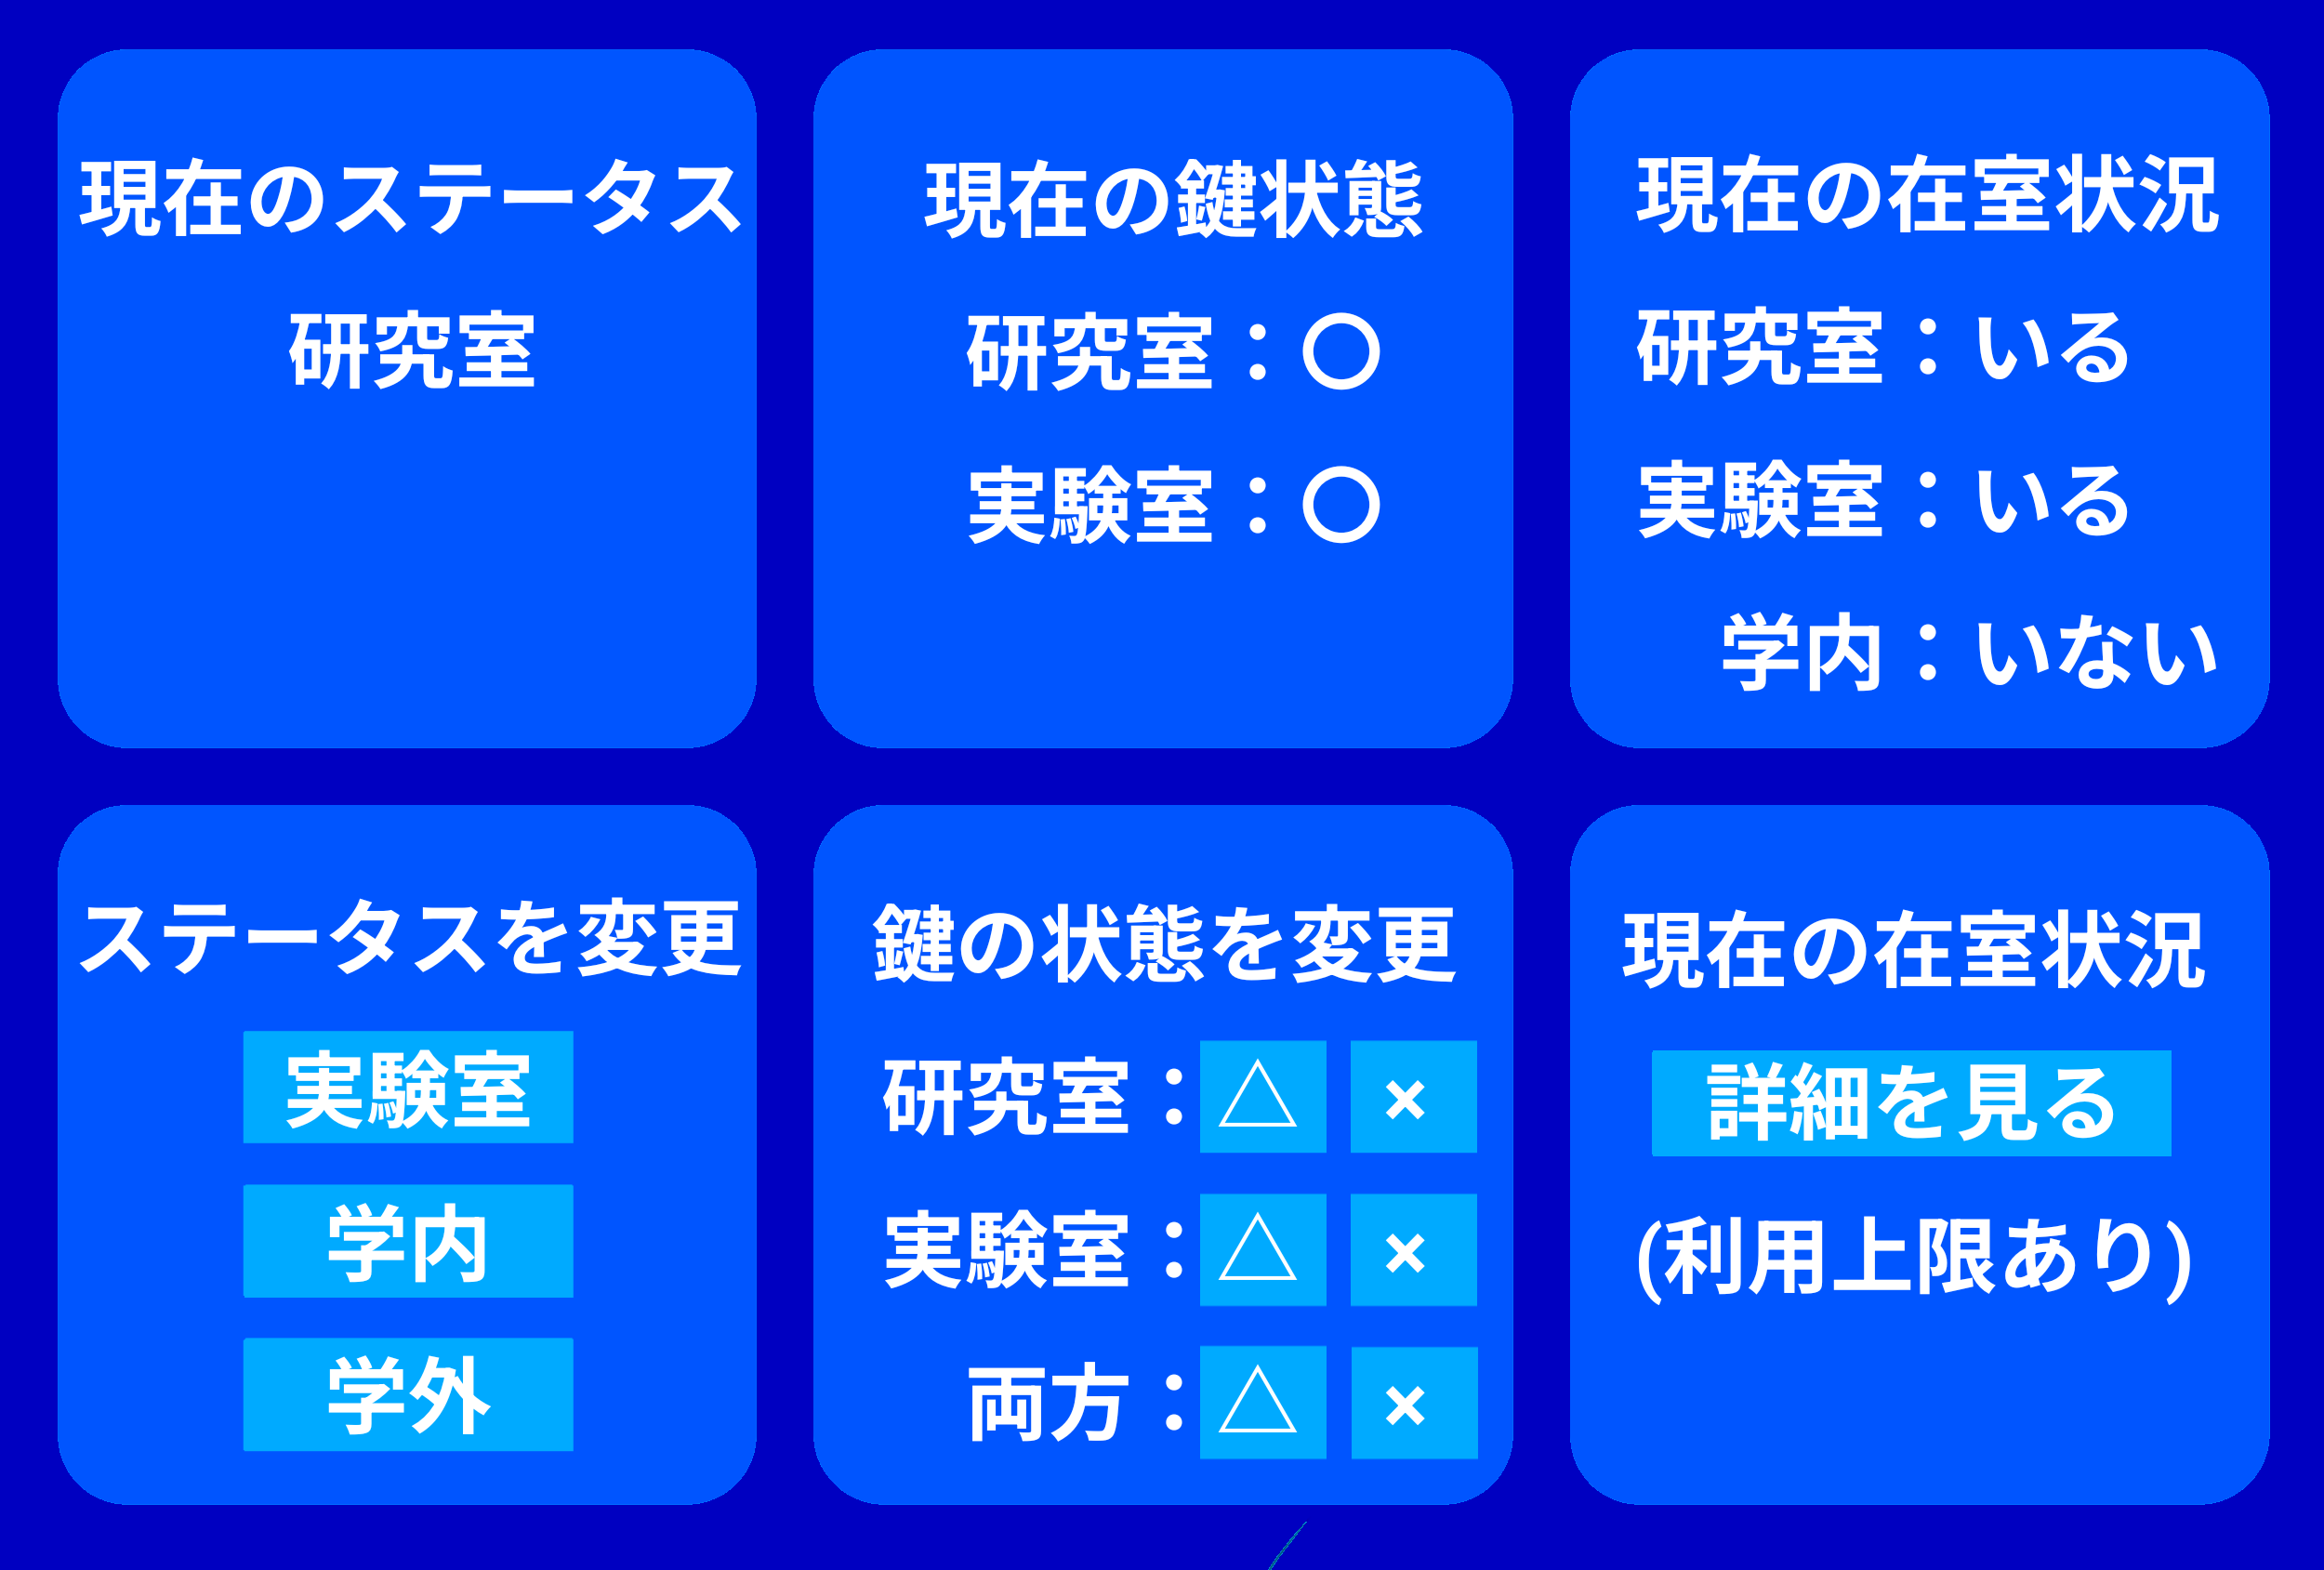 現在のステータス
研究室
現在の鍵状態
研究室：〇
実験室：〇
現在の在室状況
研究室：いる
実験室：いる
学内：いない
ステータスを変更
実験室
学内
学外
鍵の状態を変更
研究室：△ ×
実験室：△ ×
両方：△ ×
現在の在室状況
詳細を見る
(利用上限あり)